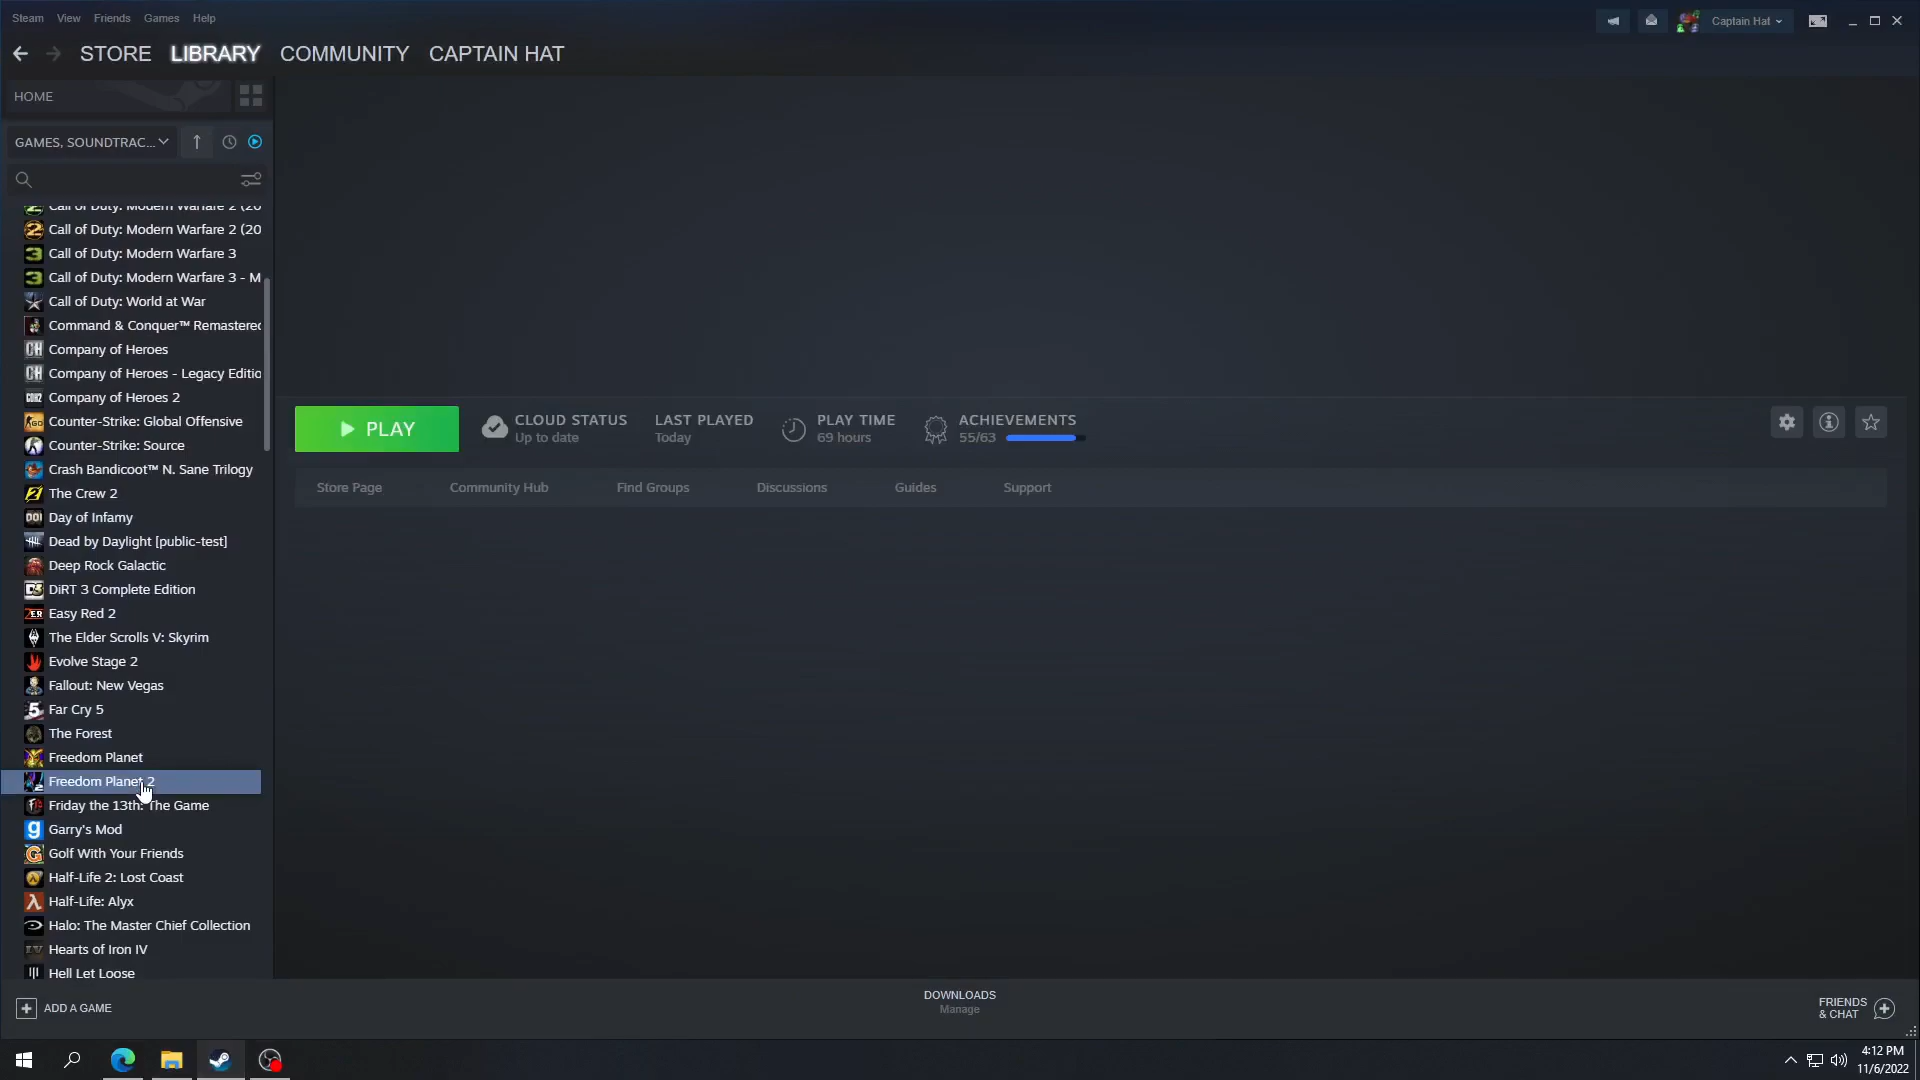 Steam View Friends Games Help
Captain Hat
STORE LIBRARY COMMUNITY CAPTAIN HAT
HOME
GAMES, SOUNDTRAC...
Call of Duty: Modern Warfare 2 (20
Call of Duty: Modern Warfare 2 (20
Call of Duty: Modern Warfare 3
Call of Duty: Modern Warfare 3 - M
Call of Duty: World at War
Command & Conquer™ Remastered
Company of Heroes
Company of Heroes - Legacy Editio
Company of Heroes 2
Counter-Strike: Global Offensive
Counter-Strike: Source
Crash Bandicoot™ N. Sane Trilogy
The Crew 2
Day of Infamy
Dead by Daylight [public-test]
Deep Rock Galactic
DiRT 3 Complete Edition
Easy Red 2
The Elder Scrolls V: Skyrim
Evolve Stage 2
Fallout: New Vegas
Far Cry 5
The Forest
Freedom Planet
Freedom Planet 2
Friday the 13th: The Game
Garry's Mod
Golf With Your Friends
Half-Life 2: Lost Coast
Half-Life: Alyx
Halo: The Master Chief Collection
Hearts of Iron IV
Hell Let Loose
PLAY
CLOUD STATUS
Up to date
LAST PLAYED
Today
PLAY TIME
69 hours
ACHIEVEMENTS
55/63
Store Page Community Hub Find Groups Discussions Guides Support
ADD A GAME
DOWNLOADS
Manage
FRIENDS
& CHAT
4:12 PM
11/6/2022